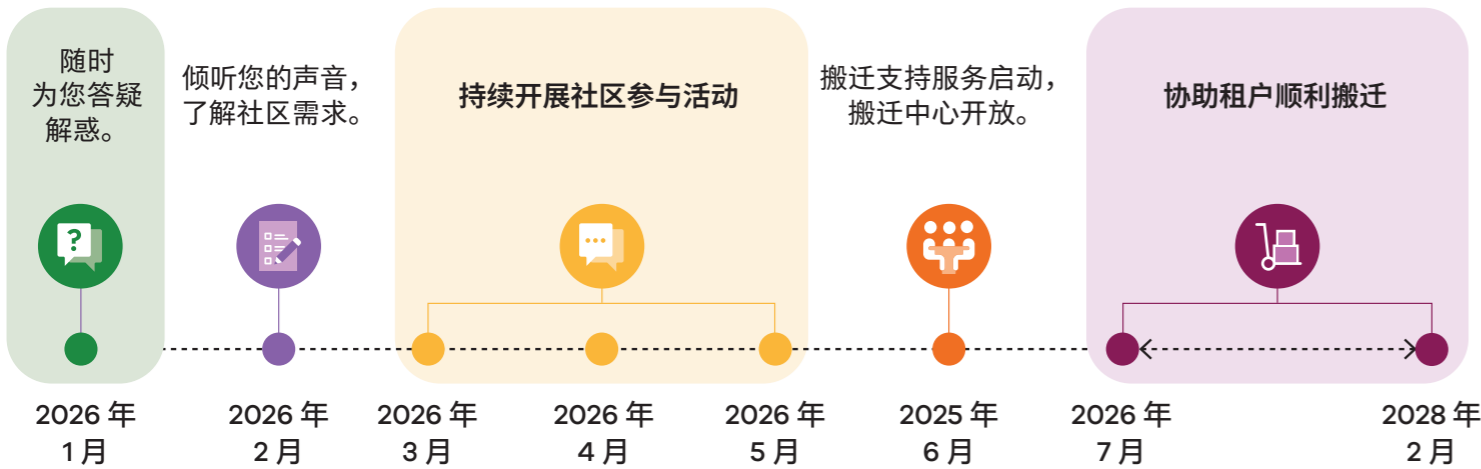 随时
为您答疑
解惑。
倾听您的声音，
了解社区需求。
持续开展社区参与活动
搬迁支持服务启动，
搬迁中心开放。
协助租户顺利搬迁
?
2026 年
1 月
2026 年
2 月
2026 年
3 月
2026 年
4 月
2026 年
5 月
2025 年
6 月
2026 年
7 月
2028 年
2 月